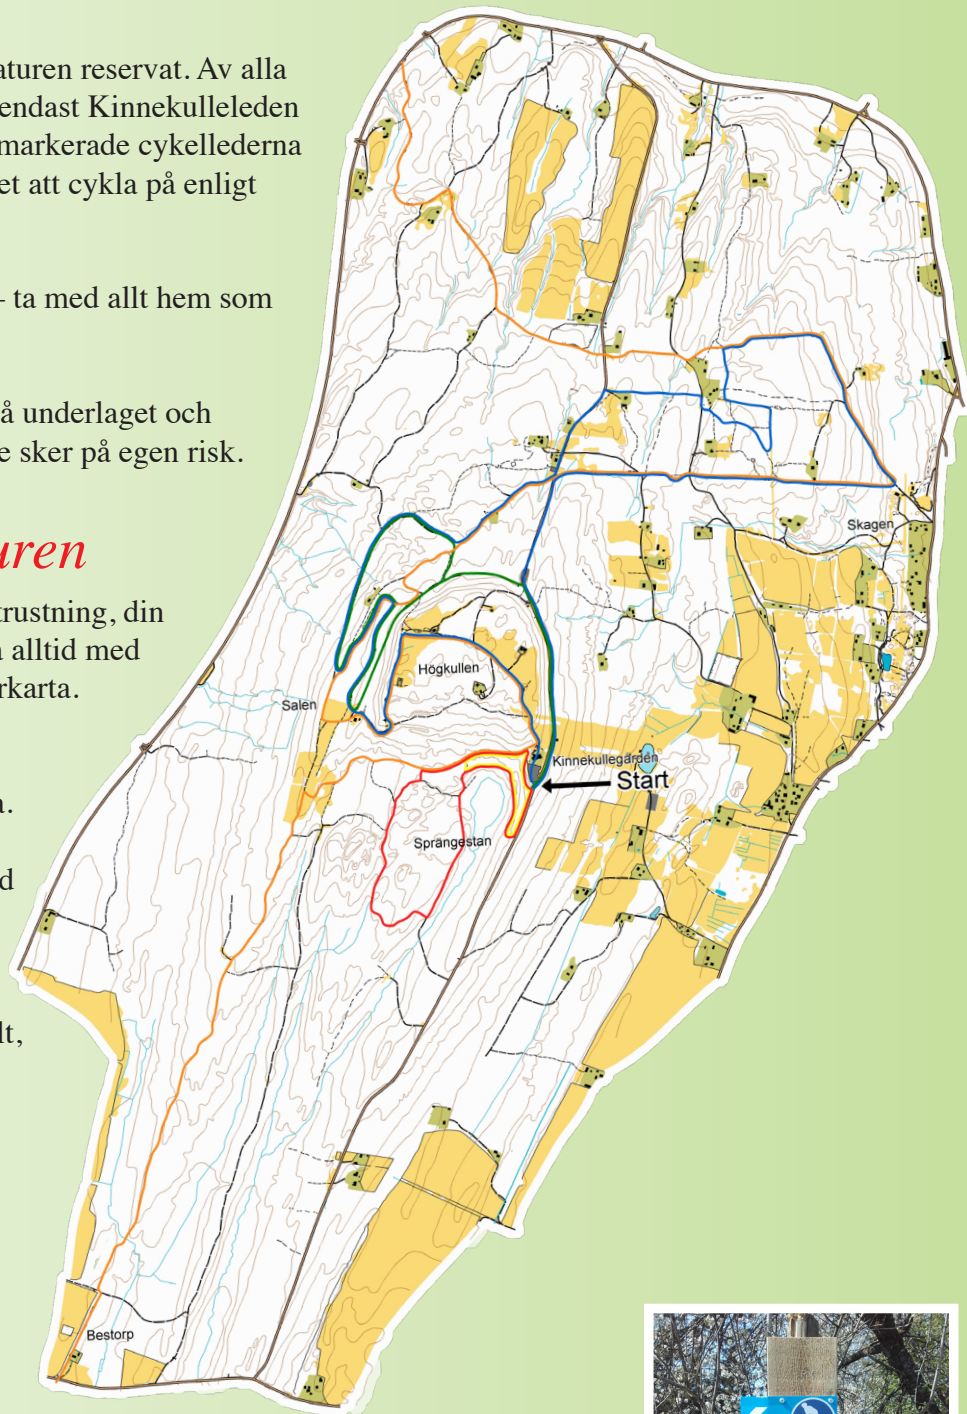 aturen reservat. Av alla
endast Kinnekulleleden
markerade cykellederna
et att cykla på enligt
- ta med allt hem som
å underlaget och
e sker på egen risk.
uren
trustning, din
a alltid med
rkarta.
a.
d
lt,
Skagen
Högkullen
Salen
Kinnekullegården
Start
Sprängestan
Bestorp